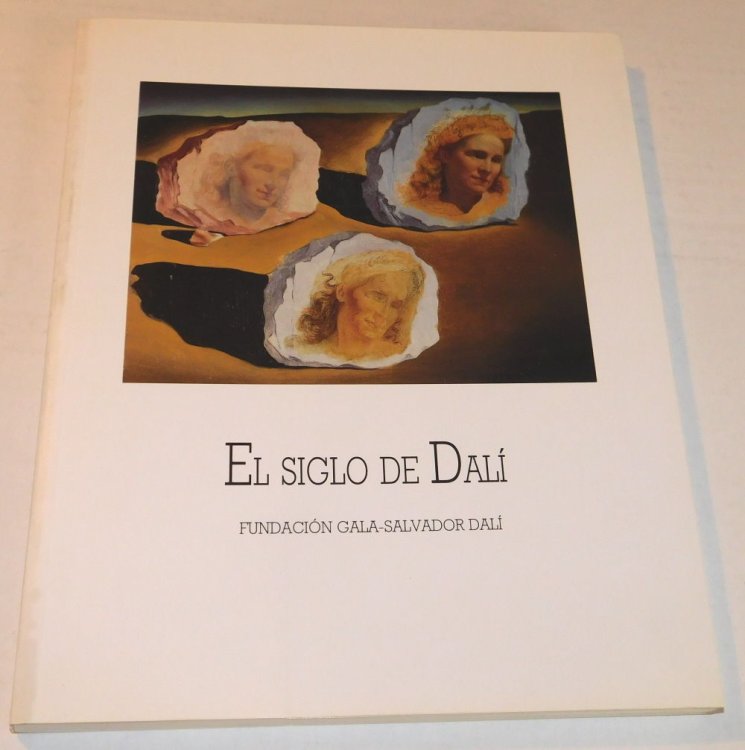 EL SIGLO DE DALÍ
FUNDACIÓN GALA-SALVADOR DALÍ